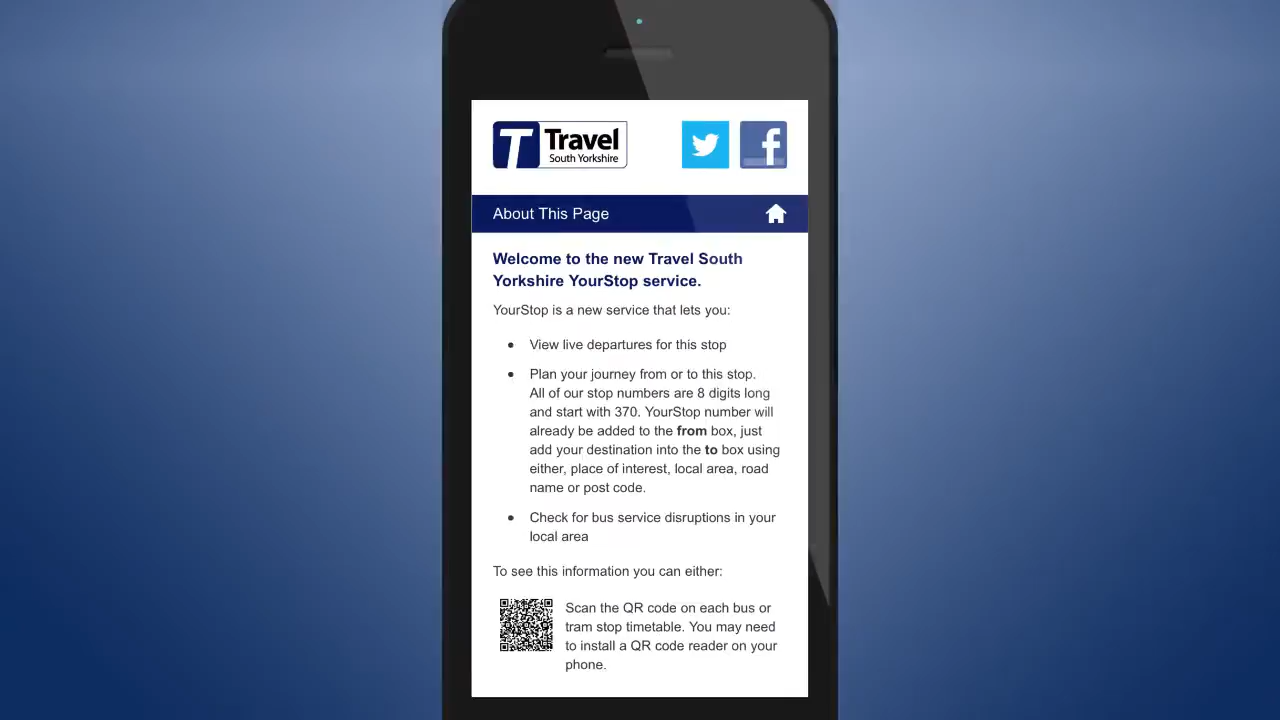 T Travel
South Yorkshire
f
About This Page
Welcome to the new Travel South
Yorkshire YourStop service.
YourStop is a new service that lets you:
• View live departures for this stop
• Plan your journey from or to this stop.
All of our stop numbers are 8 digits long
and start with 370. YourStop number will
already be added to the from box, just
add your destination into the to box using
either, place of interest, local area, road
name or post code.
• Check for bus service disruptions in your
local area
To see this information you can either:
Scan the QR code on each bus or
tram stop timetable. You may need
to install a QR code reader on your
phone.